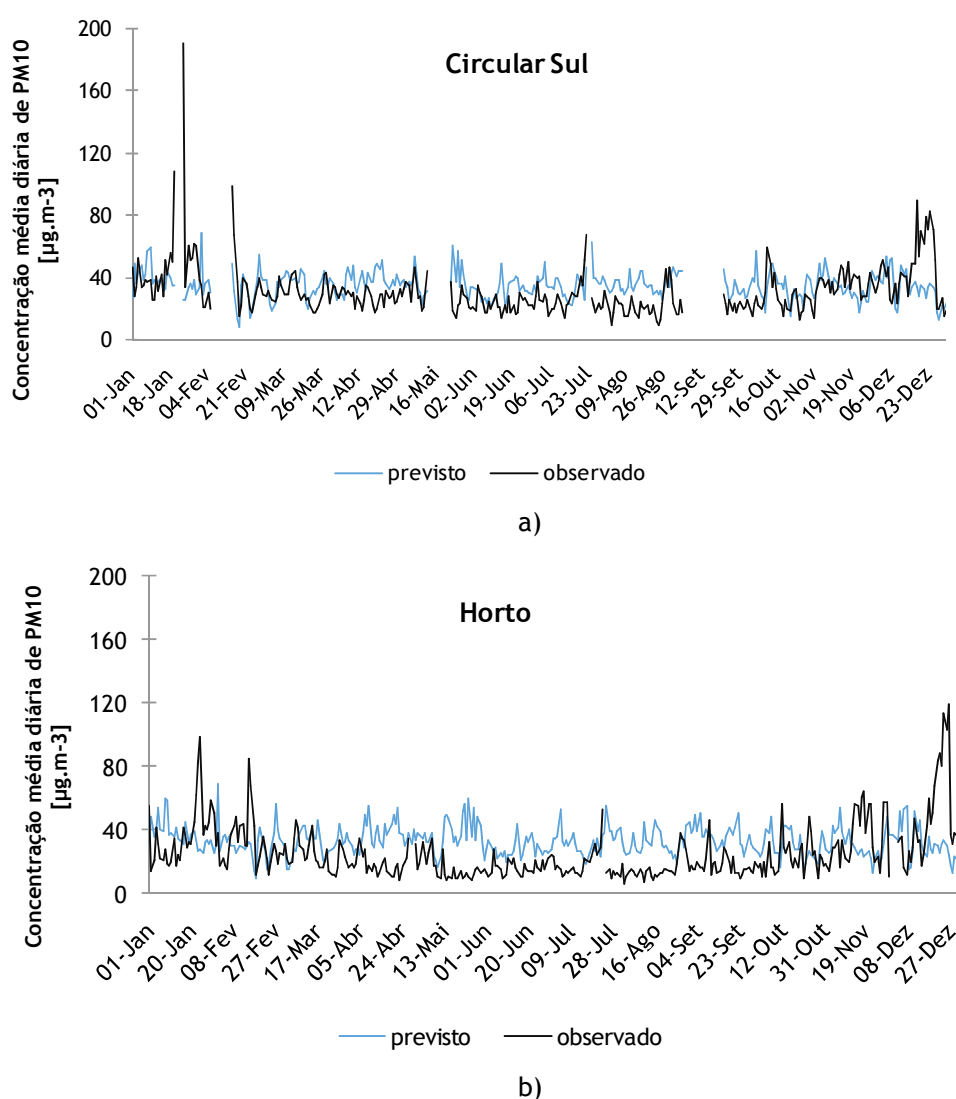 Concentração média diária de PM10
[µg.m-3]
200
160
120
80
40
0
Circular Sul
01-Jan
18-Jan
04-Fev
21-Fev
09-Mar
26-Mar
12-Abr
29-Abr
16-Mai
02-Jun
19-Jun
06-Jul
23-Jul
09-Ago
26-Ago
12-Set
29-Set
16-Out
02-Nov
19-Nov
06-Dez
23-Dez
previsto observado
a)
Concentração média diária de PM10
[µg.m-3]
200
160
120
80
40
0
Horto
01-Jan
20-Jan
08-Fev
27-Fev
17-Mar
05-Abr
24-Abr
13-Mai
01-Jun
20-Jun
09-Jul
28-Jul
16-Ago
04-Set
23-Set
12-Out
31-Out
19-Nov
08-Dez
27-Dez
previsto observado
b)